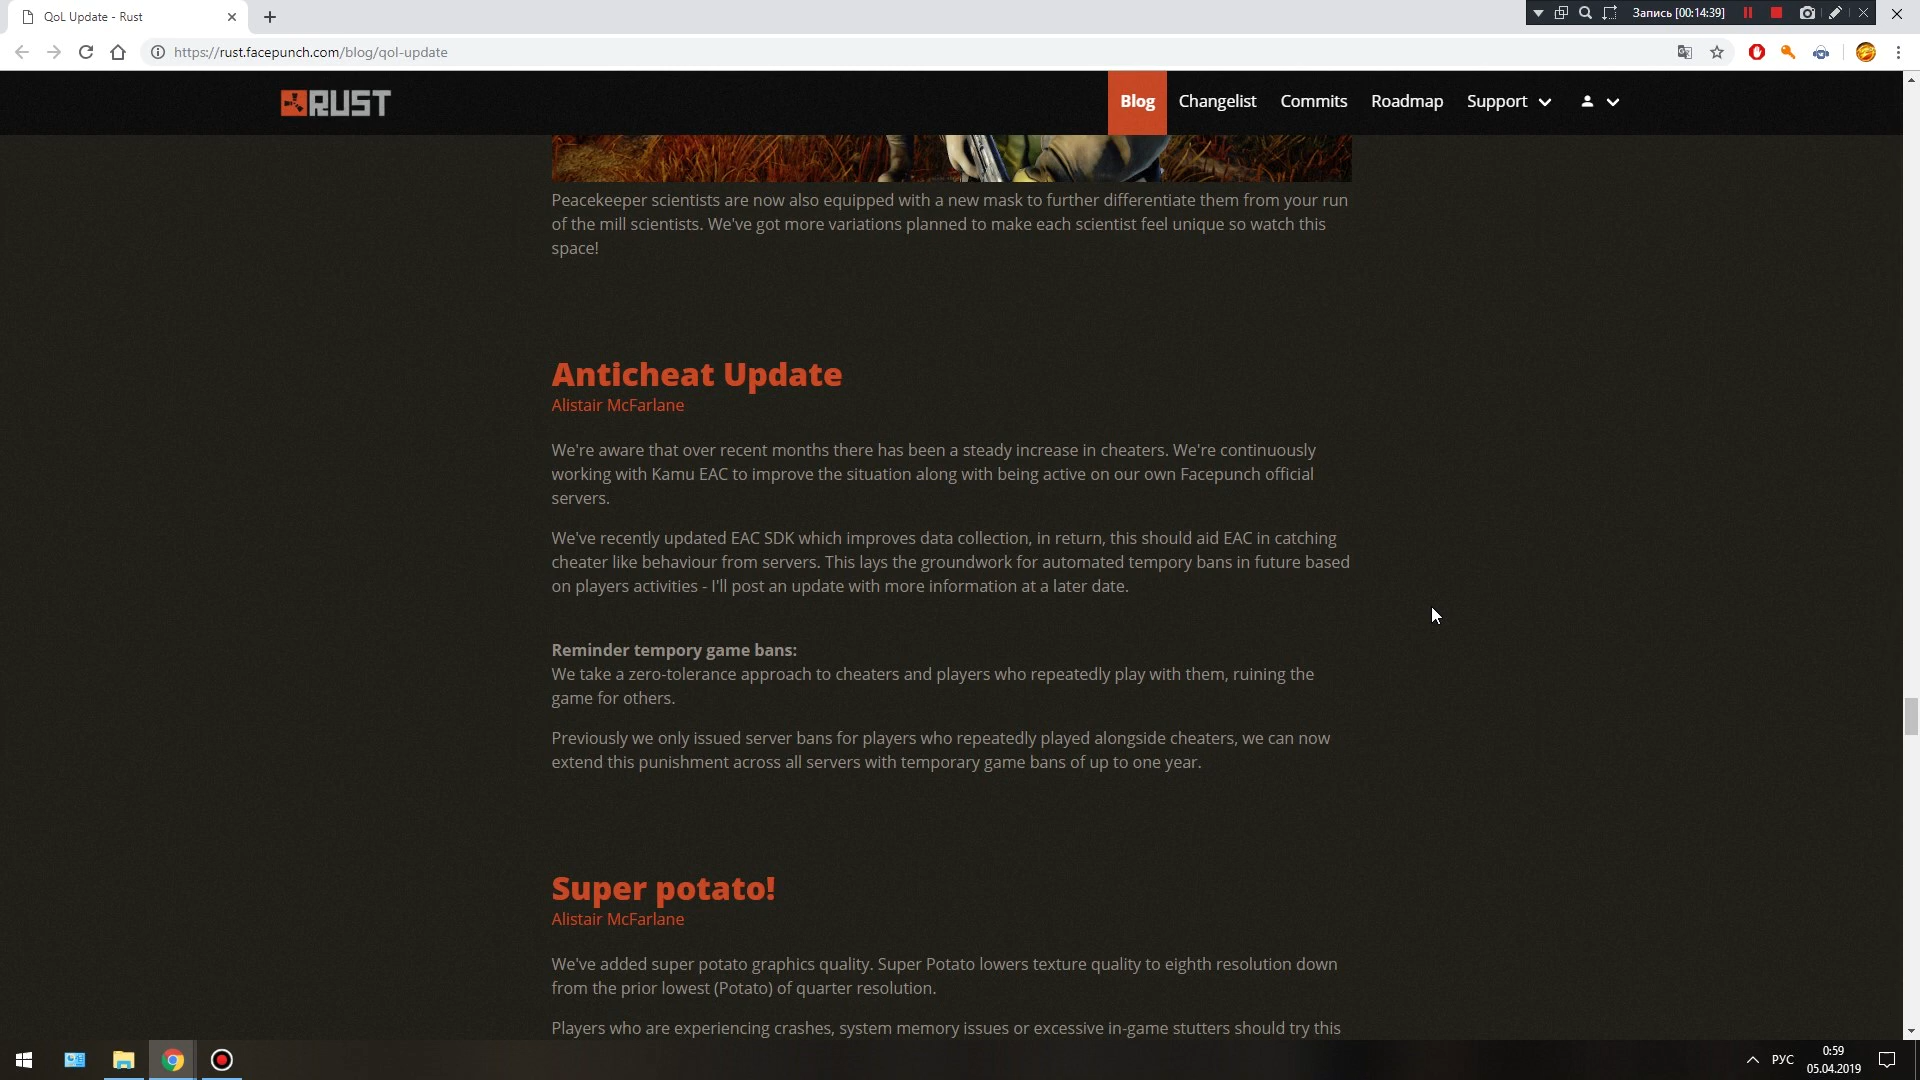 QoL Update - Rust
Запись [00:14:39]
https://rust.facepunch.com/blog/qol-update
RUST
Blog
Changelist
Commits
Roadmap
Support
Peacekeeper scientists are now also equipped with a new mask to further differentiate them from your run
of the mill scientists. We've got more variations planned to make each scientist feel unique so watch this
space!
Anticheat Update
Alistair McFarlane
We're aware that over recent months there has been a steady increase in cheaters. We're continuously
working with Kamu EAC to improve the situation along with being active on our own Facepunch official
servers.
We've recently updated EAC SDK which improves data collection, in return, this should aid EAC in catching
cheater like behaviour from servers. This lays the groundwork for automated tempory bans in future based
on players activities - I'll post an update with more information at a later date.
Reminder tempory game bans:
We take a zero-tolerance approach to cheaters and players who repeatedly play with them, ruining the
game for others.
Previously we only issued server bans for players who repeatedly played alongside cheaters, we can now
extend this punishment across all servers with temporary game bans of up to one year.
Super potato!
Alistair McFarlane
We've added super potato graphics quality. Super Potato lowers texture quality to eighth resolution down
from the prior lowest (Potato) of quarter resolution.
Players who are experiencing crashes, system memory issues or excessive in-game stutters should try this
РУС
0:59
05.04.2019